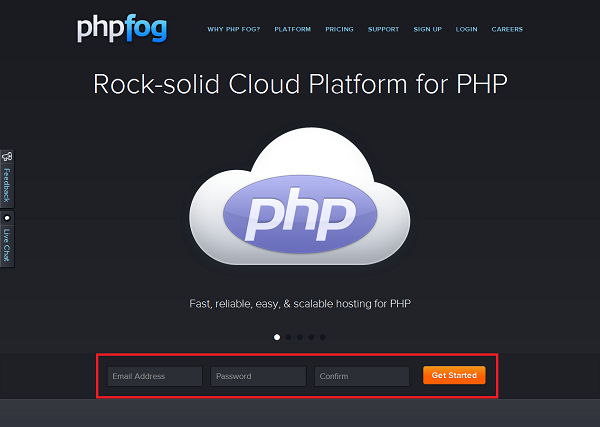 phpfog
WHY PHP FOG? PLATFORM PRICING SUPPORT SIGN UP LOGIN CAREERS
Rock-solid Cloud Platform for PHP
Feedback
Live Chat
php
Fast, reliable, easy, & scalable hosting for PHP
Email Address Password Confirm Get Started